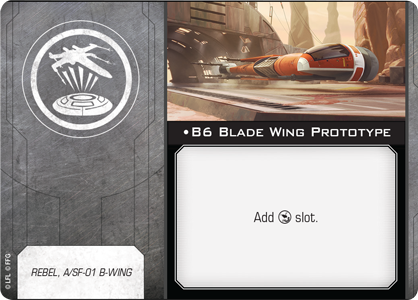 • B6 Blade Wing Prototype
Add slot.
REBEL, A/SF-01 B-WING
© LFL © FFG